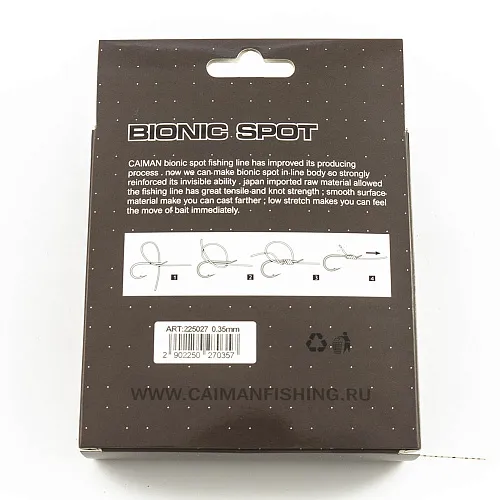 BIONIC SPOT
CAIMAN bionic spot fishing line has improved its producing
process . now we can make bionic spot in-line body so strongly
reinforced its invisible ability . japan imported raw material allowed
the fishing line has great tensile and knot strength ; smooth surface
material make you can cast farther ; low stretch makes you can feel
the move of bait immediately.
1 2 3 4
ART:225027 0.35mm
2 902250 270357
WWW.CAIMANFISHING.RU